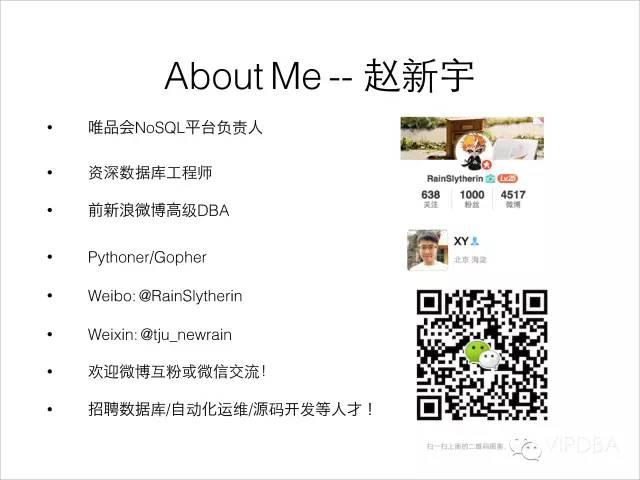 About Me -- 赵新宇
• 唯品会NoSQL平台负责人
• 资深数据库工程师
• 前新浪微博高级DBA
• Pythoner/Gopher
• Weibo: @RainSlytherin
• Weixin: @tju_newrain
• 欢迎微博互粉或微信交流！
• 招聘数据库/自动化运维/源码开发等人才！
RainSlytherin Lv.26
638 1000 4517
关注 粉丝 微博
XY
北京 海淀
扫一扫上面的二维码图案，
VIPDBA